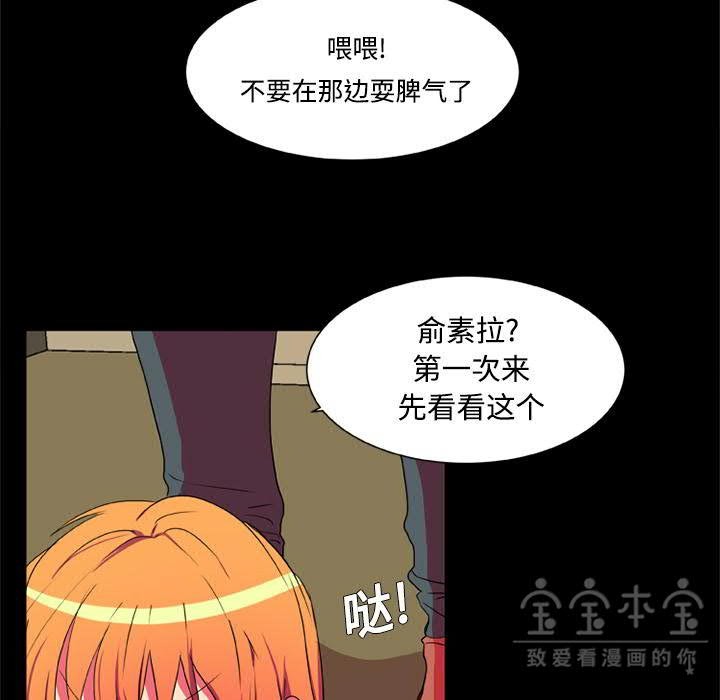 喂喂!
不要在那边耍脾气了
俞素拉?
第一次来
先看看这个
哒!
宝宝本宝
致爱看漫画的你